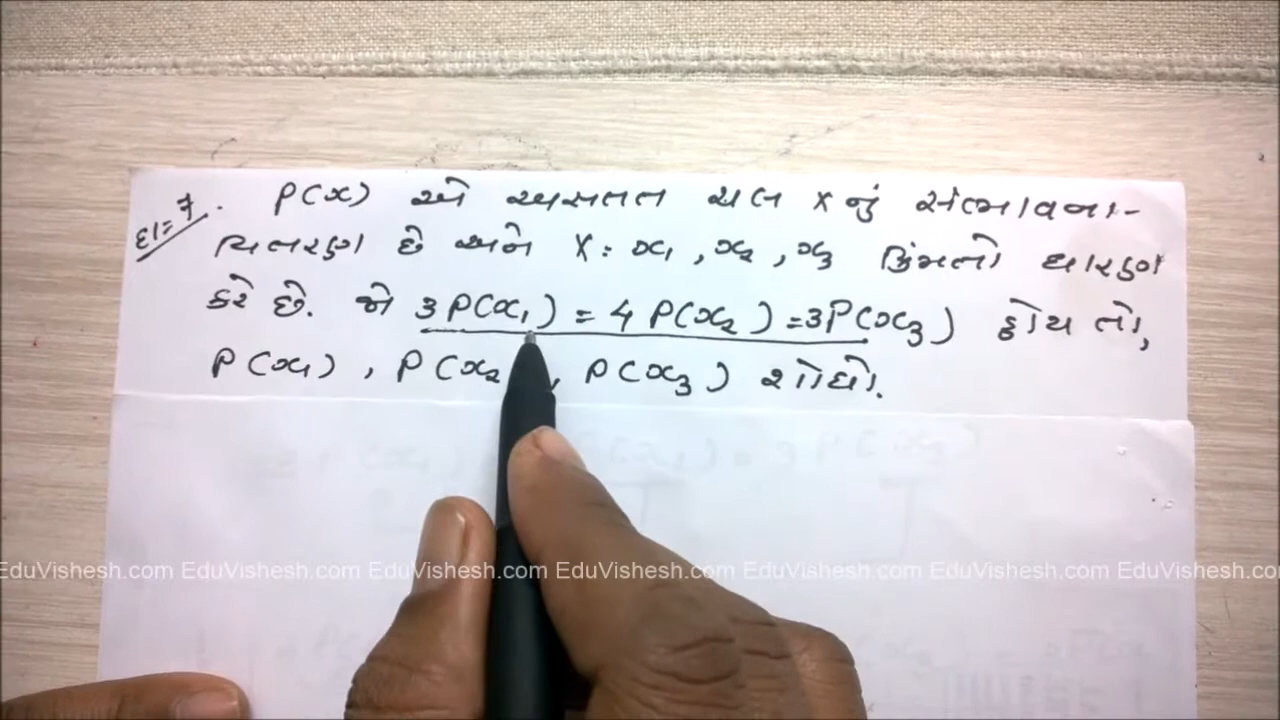 દા=7. P(x) એ અસતત ચલ X નું સંભાવના-
વિતરણ છે અને X = x₁, x₂, x₃ કિંમતો ધારણ
કરે છે. જો 3P(x₁) = 4P(x₂) = 3P(x₃) હોય તો,
P(x₁), P(x₂, P(x₃) શોધો.
EduVishesh.com EduVishesh.com EduVishesh.com EduVishesh.com EduVishesh.com EduVishesh.com EduVishesh.co